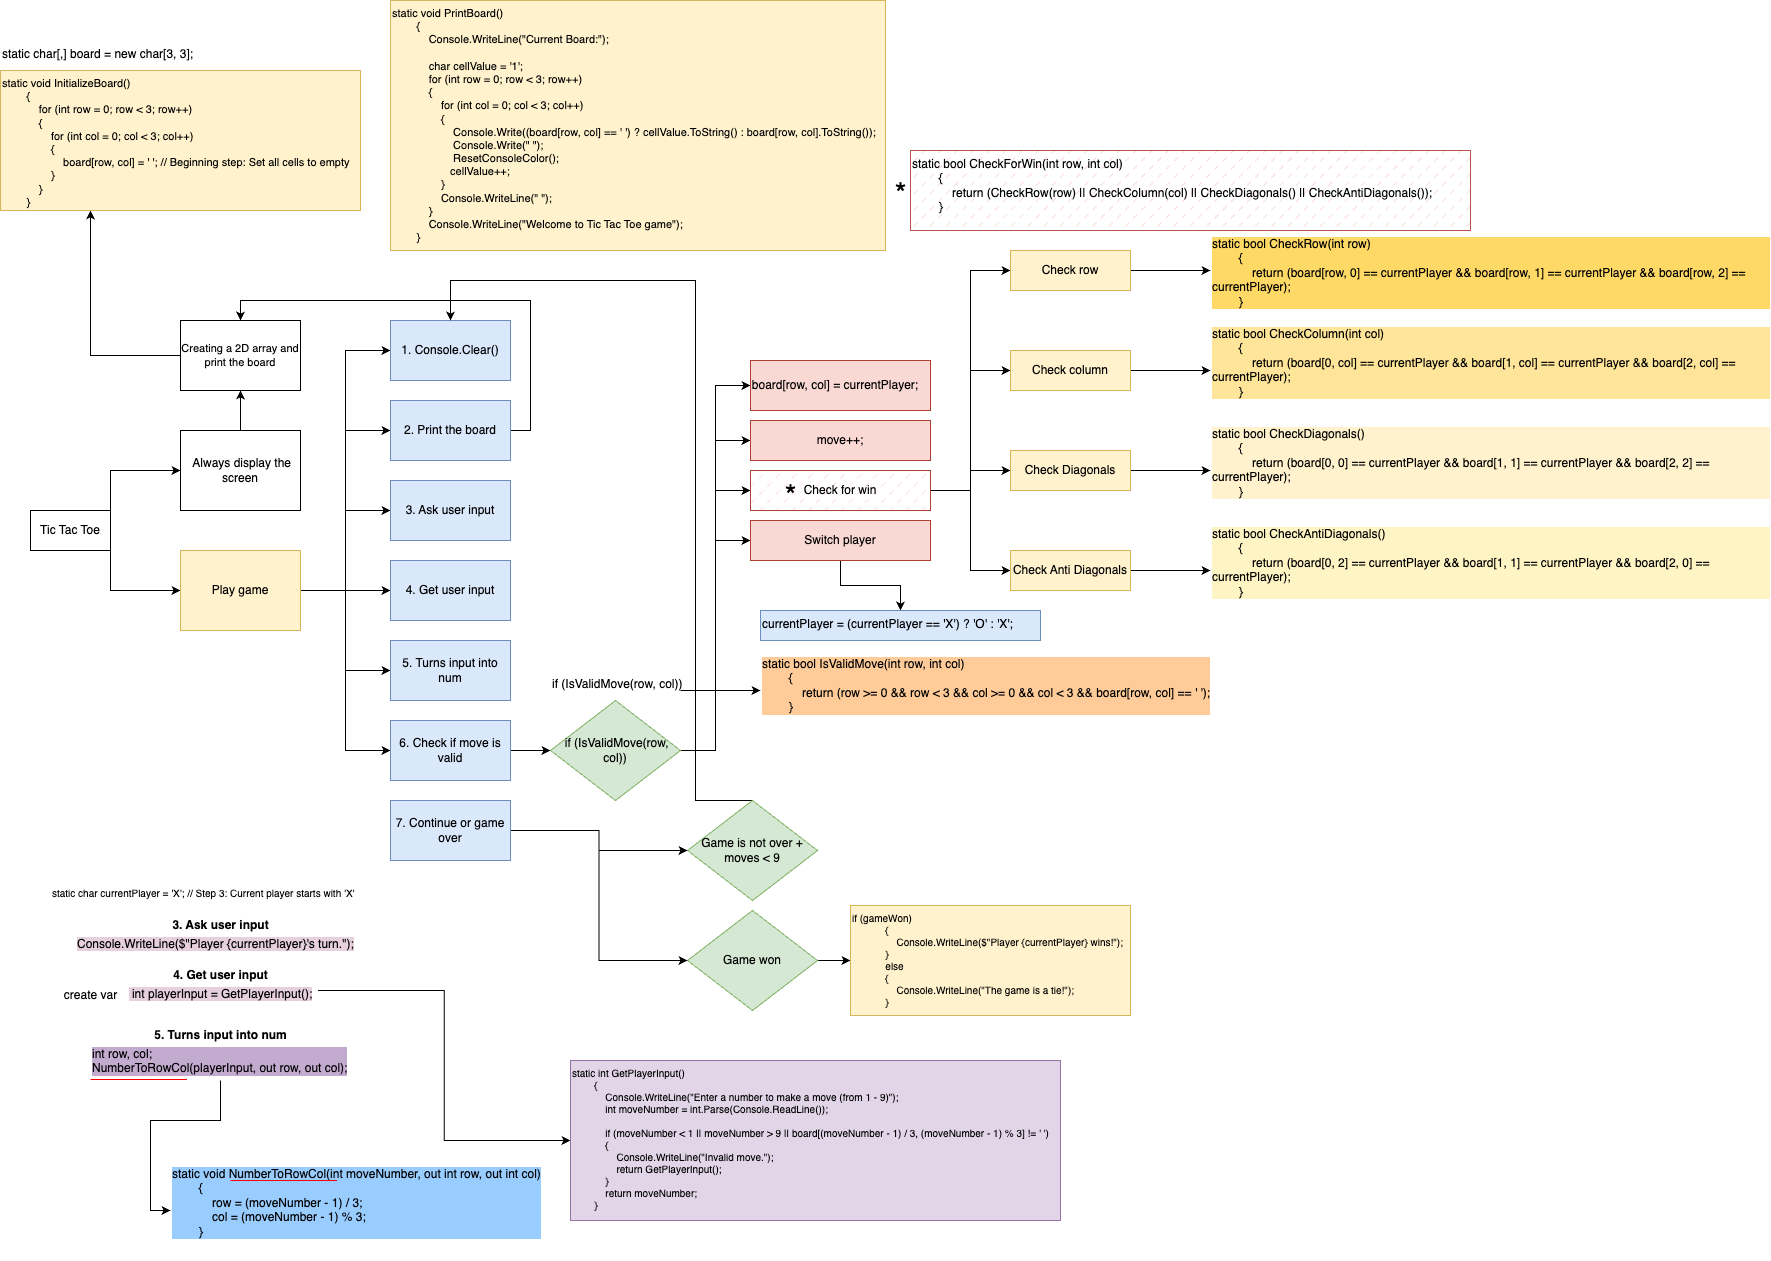 static char[,] board = new char[3, 3];
static void InitializeBoard()
{
for (int row = 0; row < 3; row++)
{
for (int col = 0; col < 3; col++)
{
board[row, col] = ' '; // Beginning step: Set all cells to empty
}
}
}
static void PrintBoard()
{
Console.WriteLine("Current Board:");
char cellValue = '1';
for (int row = 0; row < 3; row++)
{
for (int col = 0; col < 3; col++)
{
Console.Write((board[row, col] == ' ') ? cellValue.ToString() : board[row, col].ToString());
Console.Write(" ");
ResetConsoleColor();
cellValue++;
}
Console.WriteLine(" ");
}
Console.WriteLine("Welcome to Tic Tac Toe game");
}
*
static bool CheckForWin(int row, int col)
{
return (CheckRow(row) || CheckColumn(col) || CheckDiagonals() || CheckAntiDiagonals());
}
Check row
static bool CheckRow(int row)
{
return (board[row, 0] == currentPlayer && board[row, 1] == currentPlayer && board[row, 2] ==
currentPlayer);
}
Check column
static bool CheckColumn(int col)
{
return (board[0, col] == currentPlayer && board[1, col] == currentPlayer && board[2, col] ==
currentPlayer);
}
Check Diagonals
static bool CheckDiagonals()
{
return (board[0, 0] == currentPlayer && board[1, 1] == currentPlayer && board[2, 2] ==
currentPlayer);
}
Check Anti Diagonals
static bool CheckAntiDiagonals()
{
return (board[0, 2] == currentPlayer && board[1, 1] == currentPlayer && board[2, 0] ==
currentPlayer);
}
Creating a 2D array and
print the board
Always display the
screen
Tic Tac Toe
Play game
1. Console.Clear()
2. Print the board
3. Ask user input
4. Get user input
5. Turns input into
num
6. Check if move is
valid
7. Continue or game
over
board[row, col] = currentPlayer;
move++;
* Check for win
Switch player
currentPlayer = (currentPlayer == 'X') ? 'O' : 'X';
if (IsValidMove(row, col))
static bool IsValidMove(int row, int col)
{
return (row >= 0 && row < 3 && col >= 0 && col < 3 && board[row, col] == ' ');
}
if (IsValidMove(row,
col))
Game is not over +
moves < 9
Game won
if (gameWon)
{
Console.WriteLine($"Player {currentPlayer} wins!");
}
else
{
Console.WriteLine("The game is a tie!");
}
static char currentPlayer = 'X'; // Step 3: Current player starts with 'X'
3. Ask user input
Console.WriteLine($"Player {currentPlayer}'s turn.");
4. Get user input
create var int playerInput = GetPlayerInput();
5. Turns input into num
int row, col;
NumberToRowCol(playerInput, out row, out col);
static void NumberToRowCol(int moveNumber, out int row, out int col)
{
row = (moveNumber - 1) / 3;
col = (moveNumber - 1) % 3;
}
static int GetPlayerInput()
{
Console.WriteLine("Enter a number to make a move (from 1 - 9)");
int moveNumber = int.Parse(Console.ReadLine());
if (moveNumber < 1 || moveNumber > 9 || board[(moveNumber - 1) / 3, (moveNumber - 1) % 3] != ' ')
{
Console.WriteLine("Invalid move.");
return GetPlayerInput();
}
return moveNumber;
}